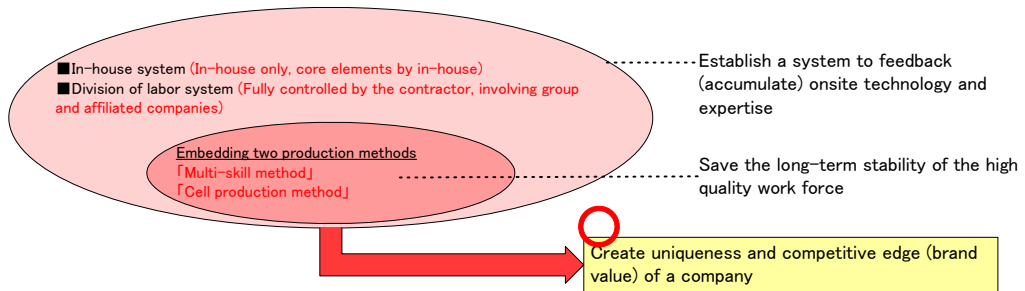 ■In-house system (In-house only, core elements by in-house)
■Division of labor system (Fully controlled by the contractor, involving group
and affiliated companies)
Embedding two production methods
「Multi-skill method」
「Cell production method」
Establish a system to feedback
(accumulate) onsite technology and
expertise
Save the long-term stability of the high
quality work force
Create uniqueness and competitive edge (brand
value) of a company